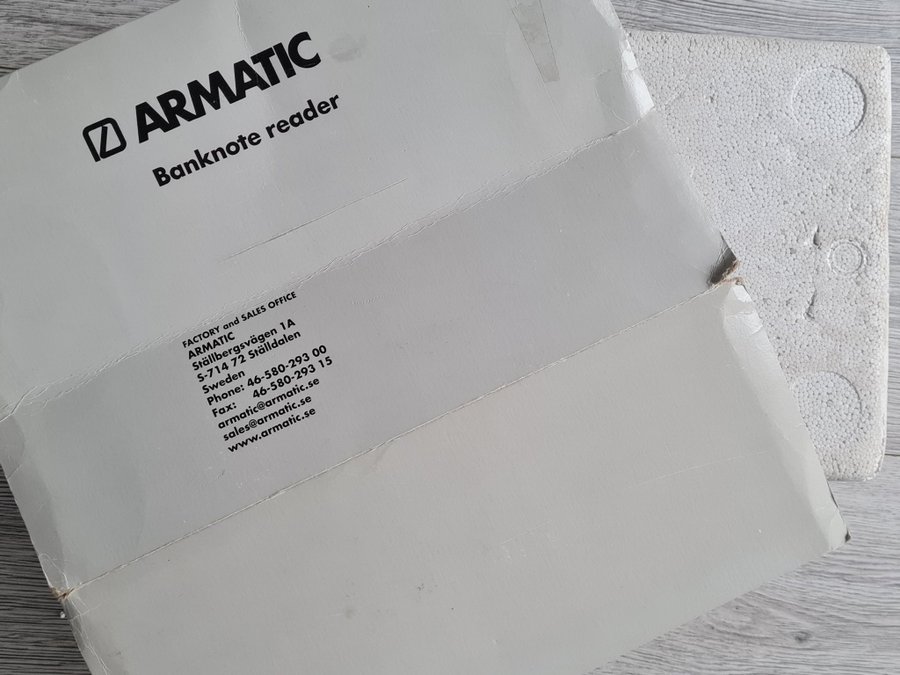 ARMATIC
Banknote reader
FACTORY and SALES OFFICE
ARMATIC
Ställbergsvägen 1A
S-714 72 Ställdalen
Sweden
Phone: 46-580-293 00
Fax: 46-580-293 15
armatic@armatic.se
sales@armatic.se
www.armatic.se